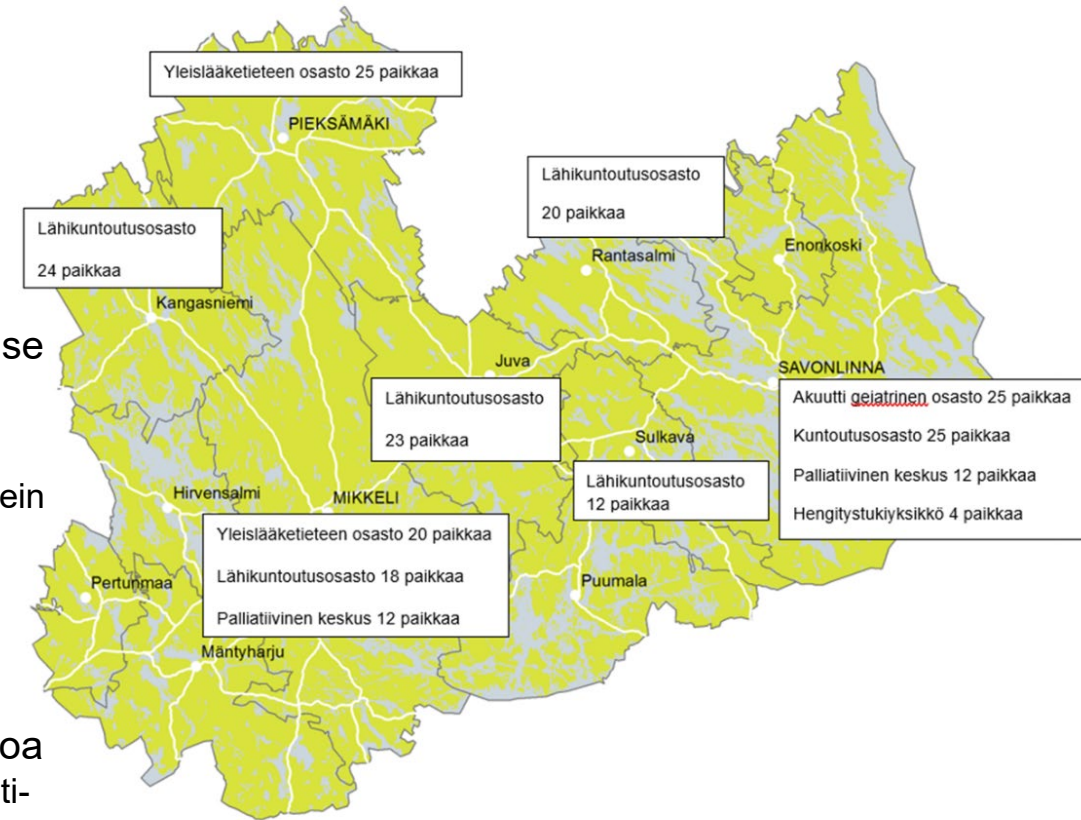 Yleislääketieteen osasto 25 paikkaa
PIEKSÄMÄKI
Lähikuntoutusosasto
20 paikkaa
Lähikuntoutusosasto
24 paikkaa
Enonkoski
Rantasalmi
Kangasniemi
se
Juva
SAVONLINNA
Lähikuntoutusosasto
23 paikkaa
Akuutti geiatrinen osasto 25 paikkaa
Kuntoutusosasto 25 paikkaa
Palliatiivinen keskus 12 paikkaa
Hengitystukiyksikkö 4 paikkaa
Sulkava
Lähikuntoutusosasto
12 paikkaa
ein
Hirvensalmi
MIKKELI
Yleislääketieteen osasto 20 paikkaa
Lähikuntoutusosasto 18 paikkaa
Palliatiivinen keskus 12 paikkaa
Pertunmaa
Puumala
Mäntyharju
oa
ti-